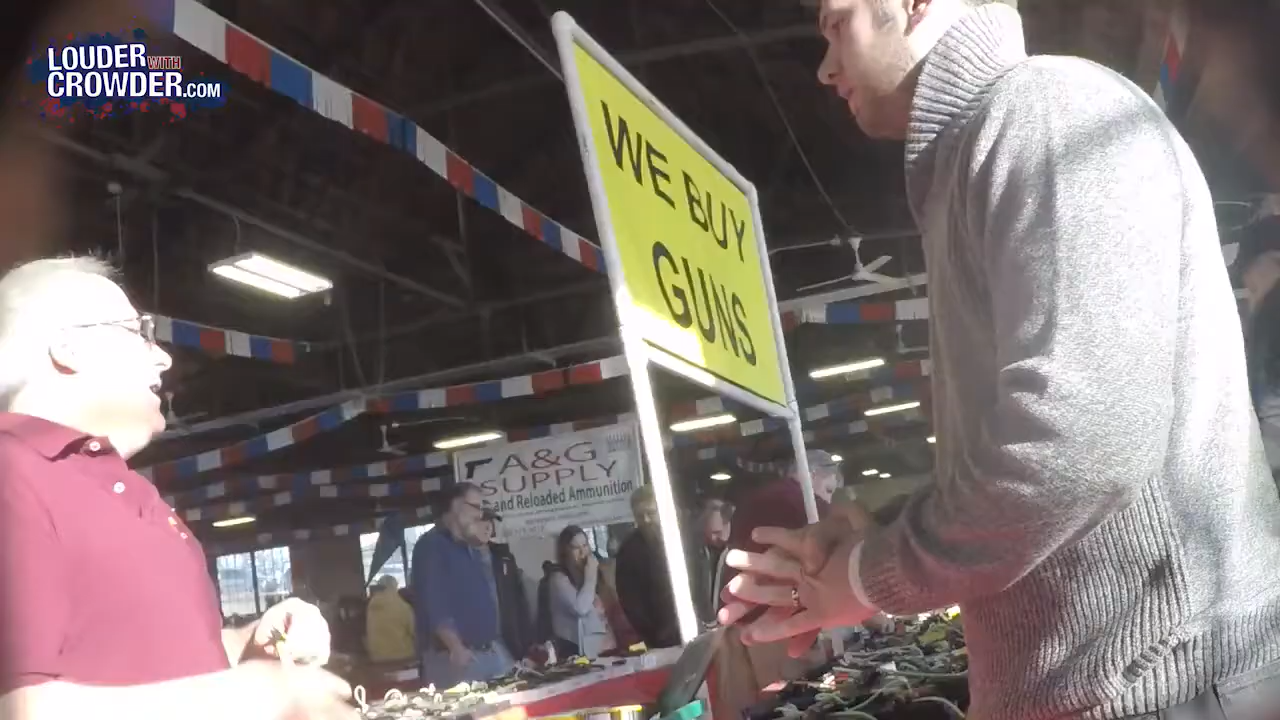 LOUDER WITH
CROWDER.COM
WE BUY
GUNS
A&G
SUPPLY
and Reloaded Ammunition